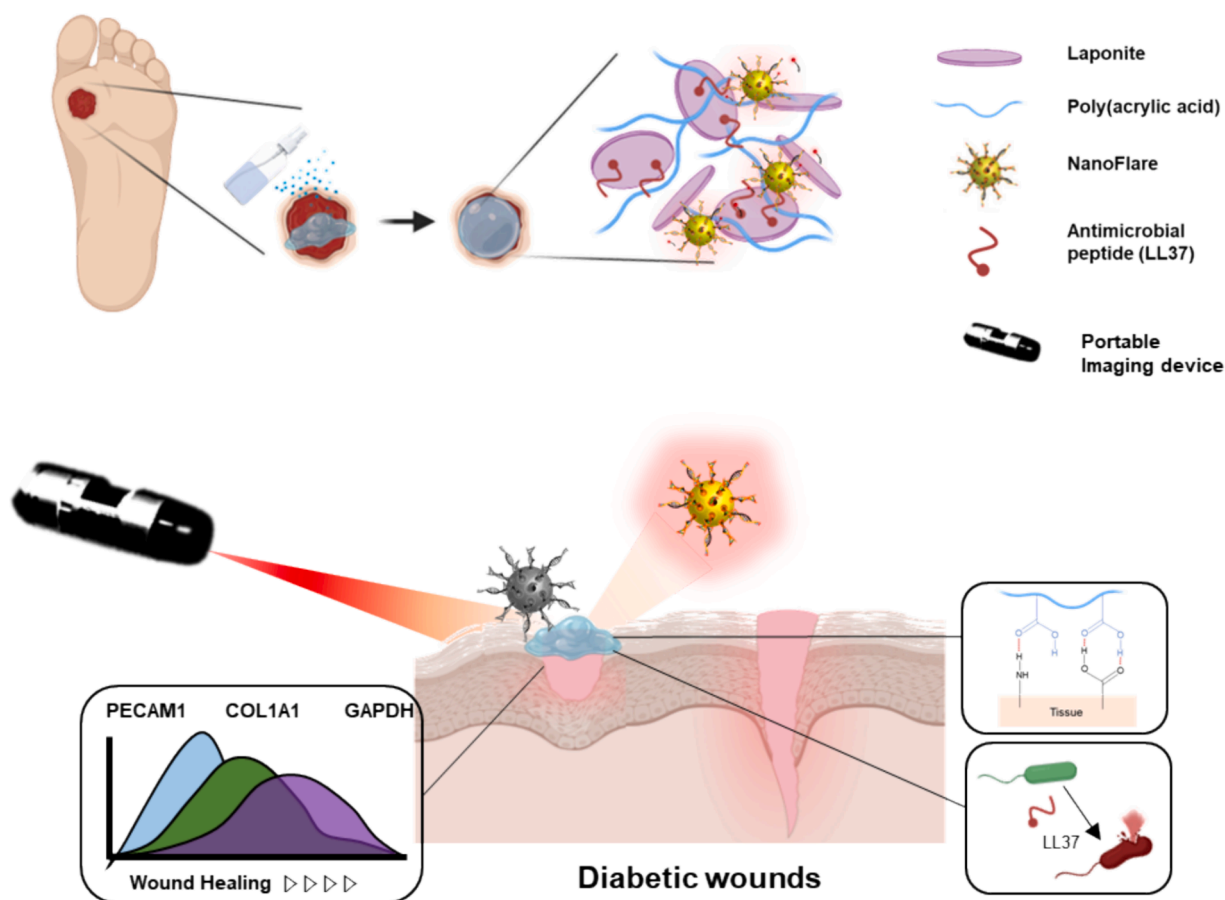 Laponite
Poly(acrylic acid)
NanoFlare
Antimicrobial
peptide (LL37)
Portable
Imaging device
PECAM1 COL1A1 GAPDH
Wound Healing
Diabetic wounds
O O H O O H
H H O O
NH
Tissue
LL37